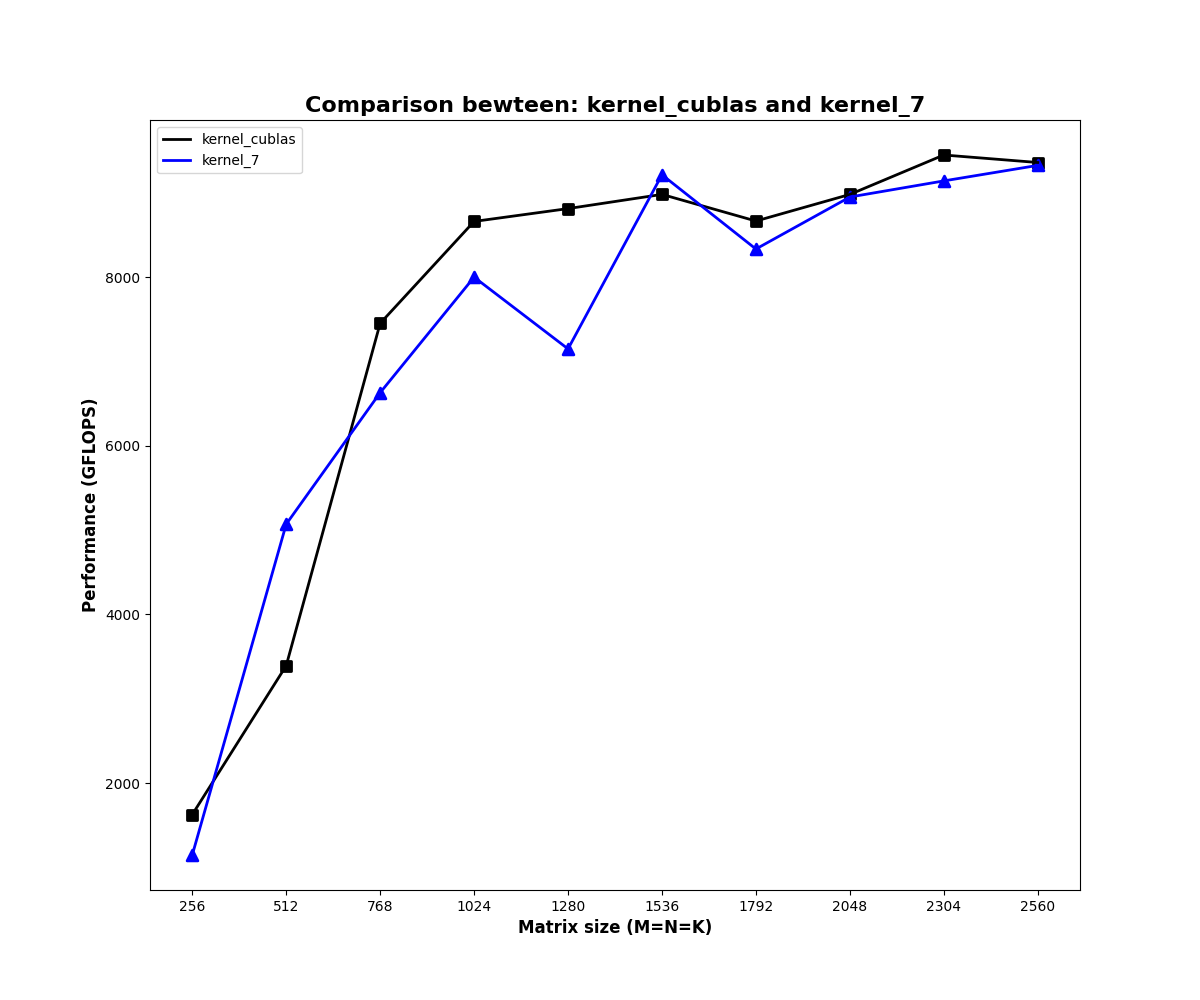 Comparison bewteen: kernel_cublas and kernel_7
kernel_cublas
kernel_7
Performance (GFLOPS)
8000
6000
4000
2000
256 512 768 1024 1280 1536 1792 2048 2304 2560
Matrix size (M=N=K)